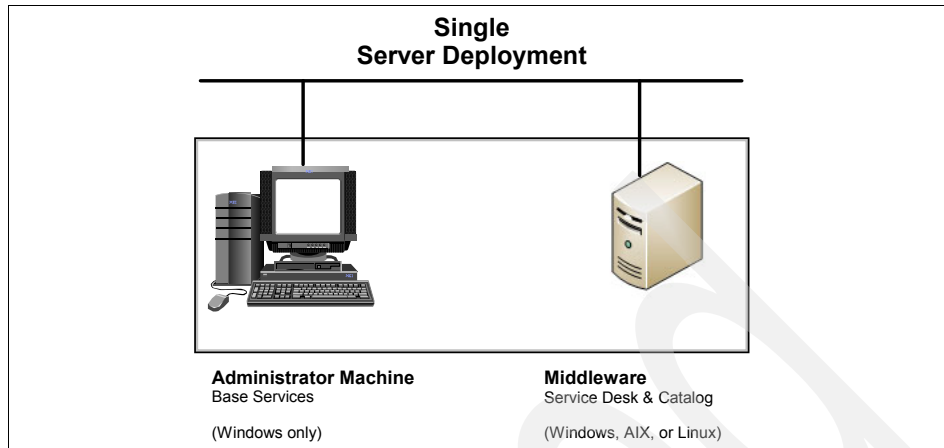 Single
Server Deployment
Administrator Machine
Base Services
(Windows only)
Middleware
Service Desk & Catalog
(Windows, AIX, or Linux)